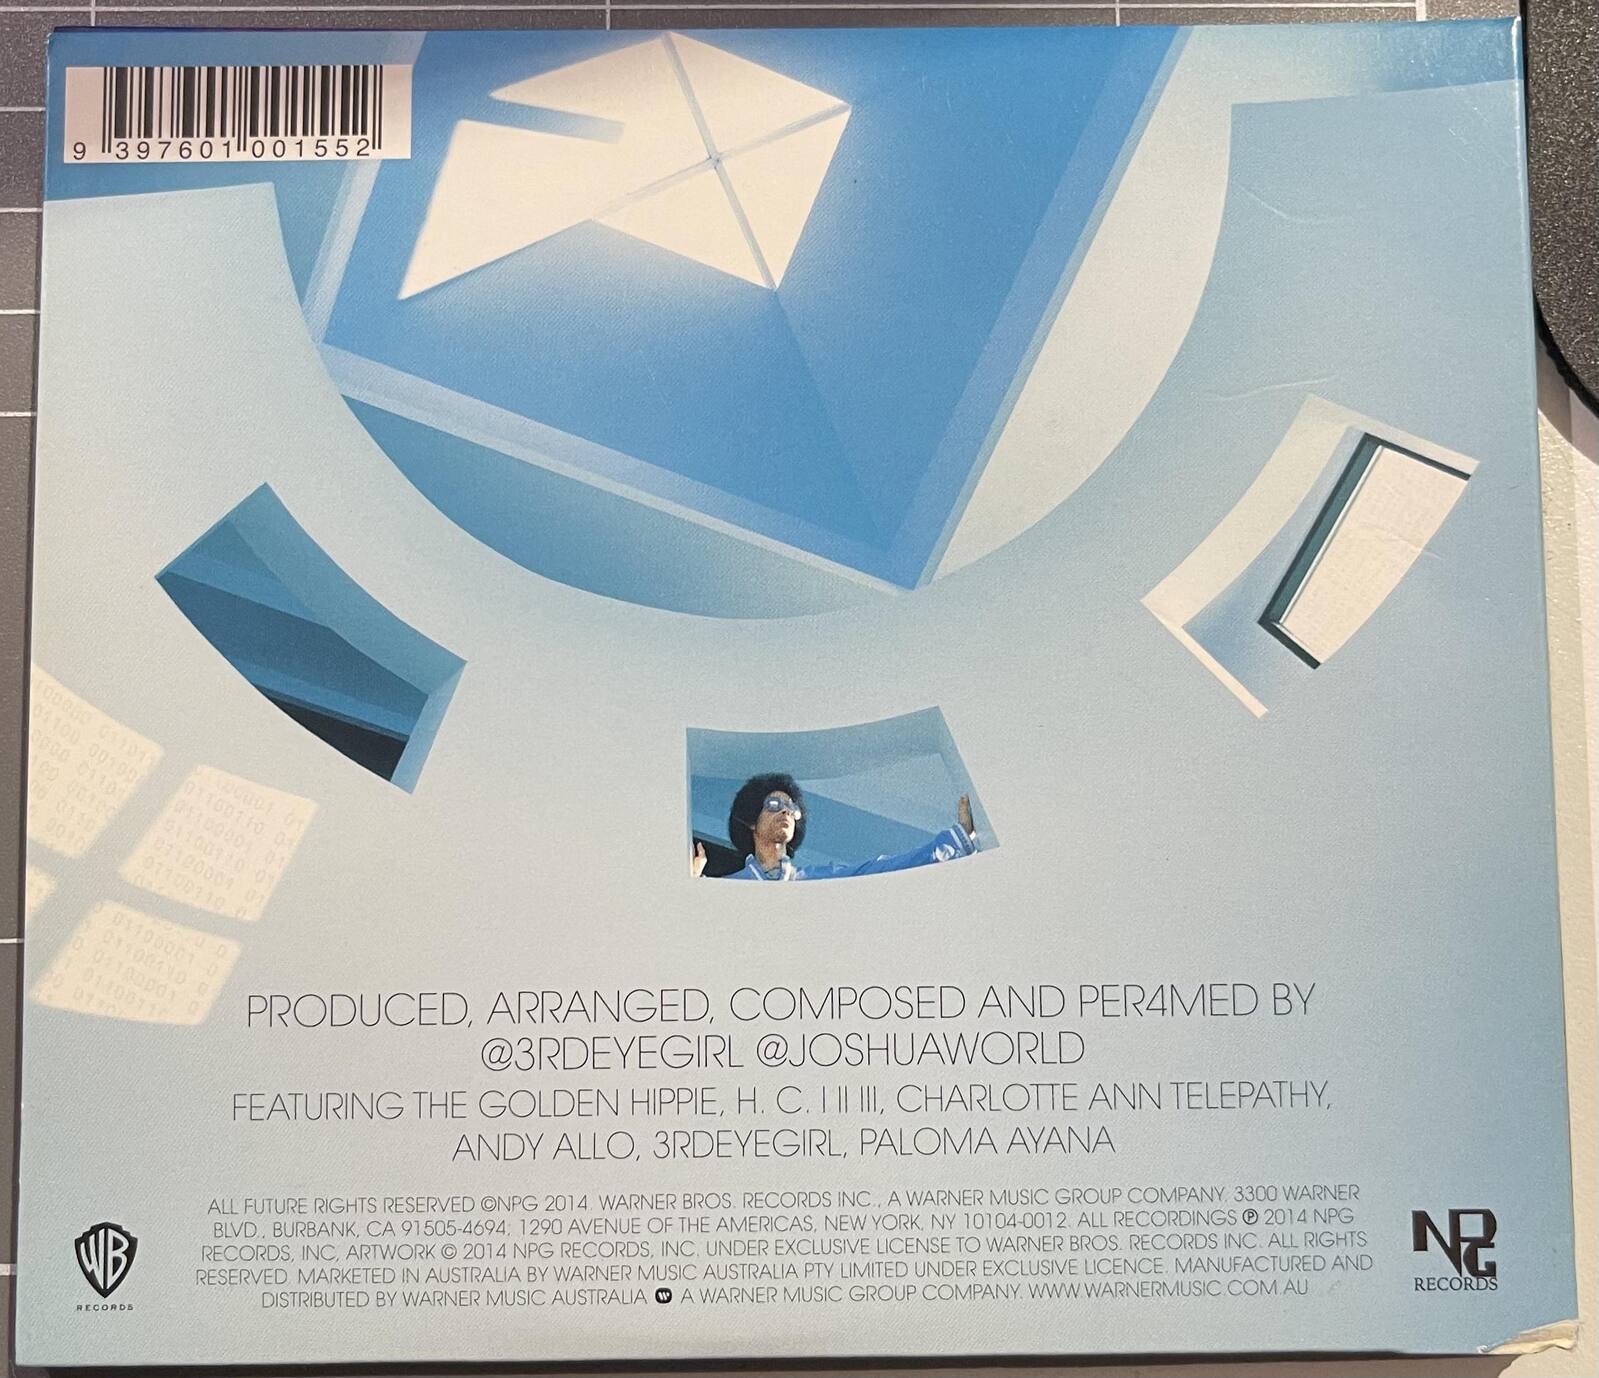 9 397601 001552
PRODUCED, ARRANGED, COMPOSED AND PER4MED BY
@3RDEYEGIRL @JOSHUAWORLD
FEATURING THE GOLDEN HIPPIE, H. C. I II III, CHARLOTTE ANN TELEPATHY,
ANDY ALLO, 3RDEYEGIRL, PALOMA AYANA
ALL FUTURE RIGHTS RESERVED ©NPG 2014. WARNER BROS. RECORDS INC., A WARNER MUSIC GROUP COMPANY. 3300 WARNER
BLVD., BURBANK, CA 91505-4694; 1290 AVENUE OF THE AMERICAS, NEW YORK, NY 10104-0012. ALL RECORDINGS ℗ 2014 NPG
RECORDS, INC, ARTWORK © 2014 NPG RECORDS, INC. UNDER EXCLUSIVE LICENSE TO WARNER BROS. RECORDS INC. ALL RIGHTS
RESERVED. MARKETED IN AUSTRALIA BY WARNER MUSIC AUSTRALIA PTY LIMITED UNDER EXCLUSIVE LICENCE. MANUFACTURED AND
DISTRIBUTED BY WARNER MUSIC AUSTRALIA W A WARNER MUSIC GROUP COMPANY. WWW.WARNERMUSIC.COM.AU
WB
RECORDS
NPG
RECORDS